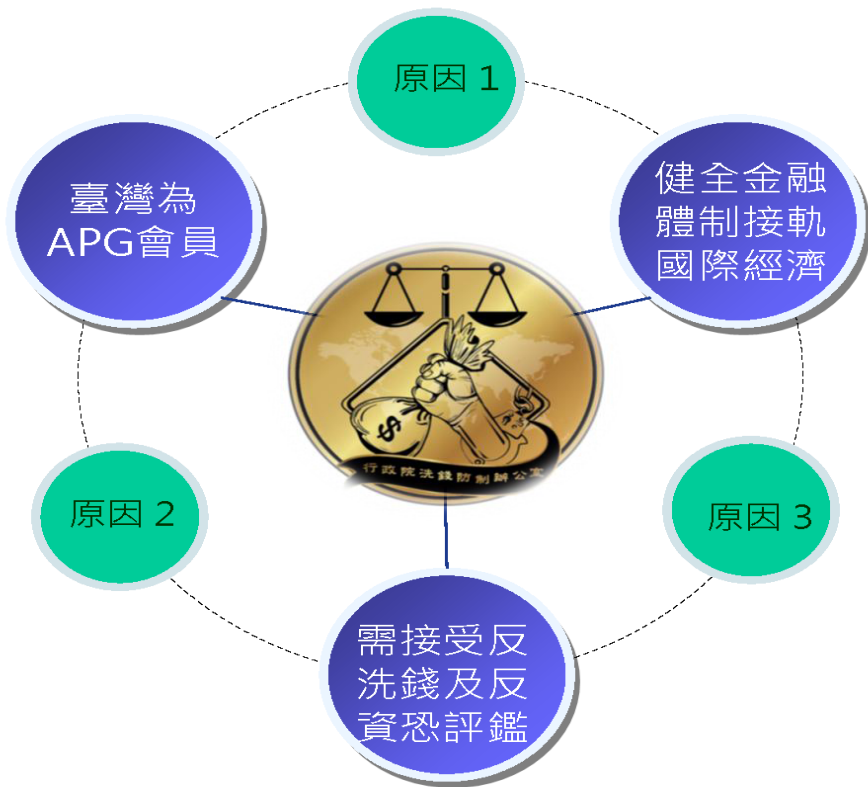 原因 1
臺灣為
APG會員
健全金融
體制接軌
國際經濟
$
行政院洗錢防制辦公室
原因 2
原因 3
需接受反
洗錢及反
資恐評鑑